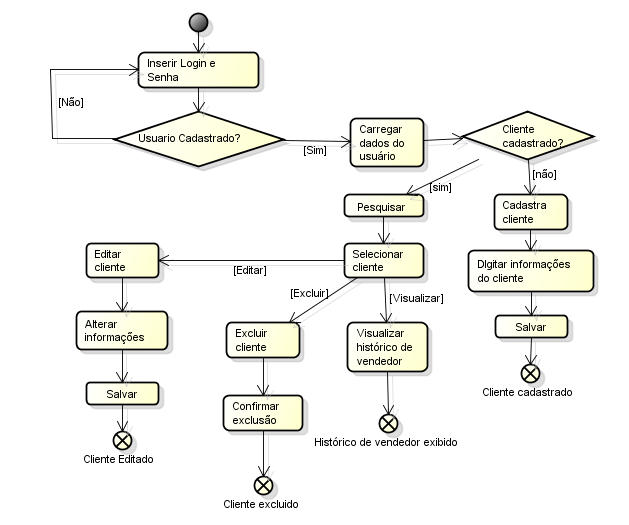 Inserir Login e
Senha
[Não]
Usuario Cadastrado?
[Sim]
Carregar
dados do
usuário
Cliente
cadastrado?
[sim]
[não]
Pesquisar
Cadastra
cliente
Editar
cliente
[Editar]
Selecionar
cliente
DIgitar informações
do cliente
[Excluir]
[Visualizar]
Alterar
informações
Excluir
cliente
Visualizar
histórico de
vendedor
Salvar
Salvar
Cliente cadastrado
Confirmar
exclusão
Histórico de vendedor exibido
Cliente Editado
Cliente excluido